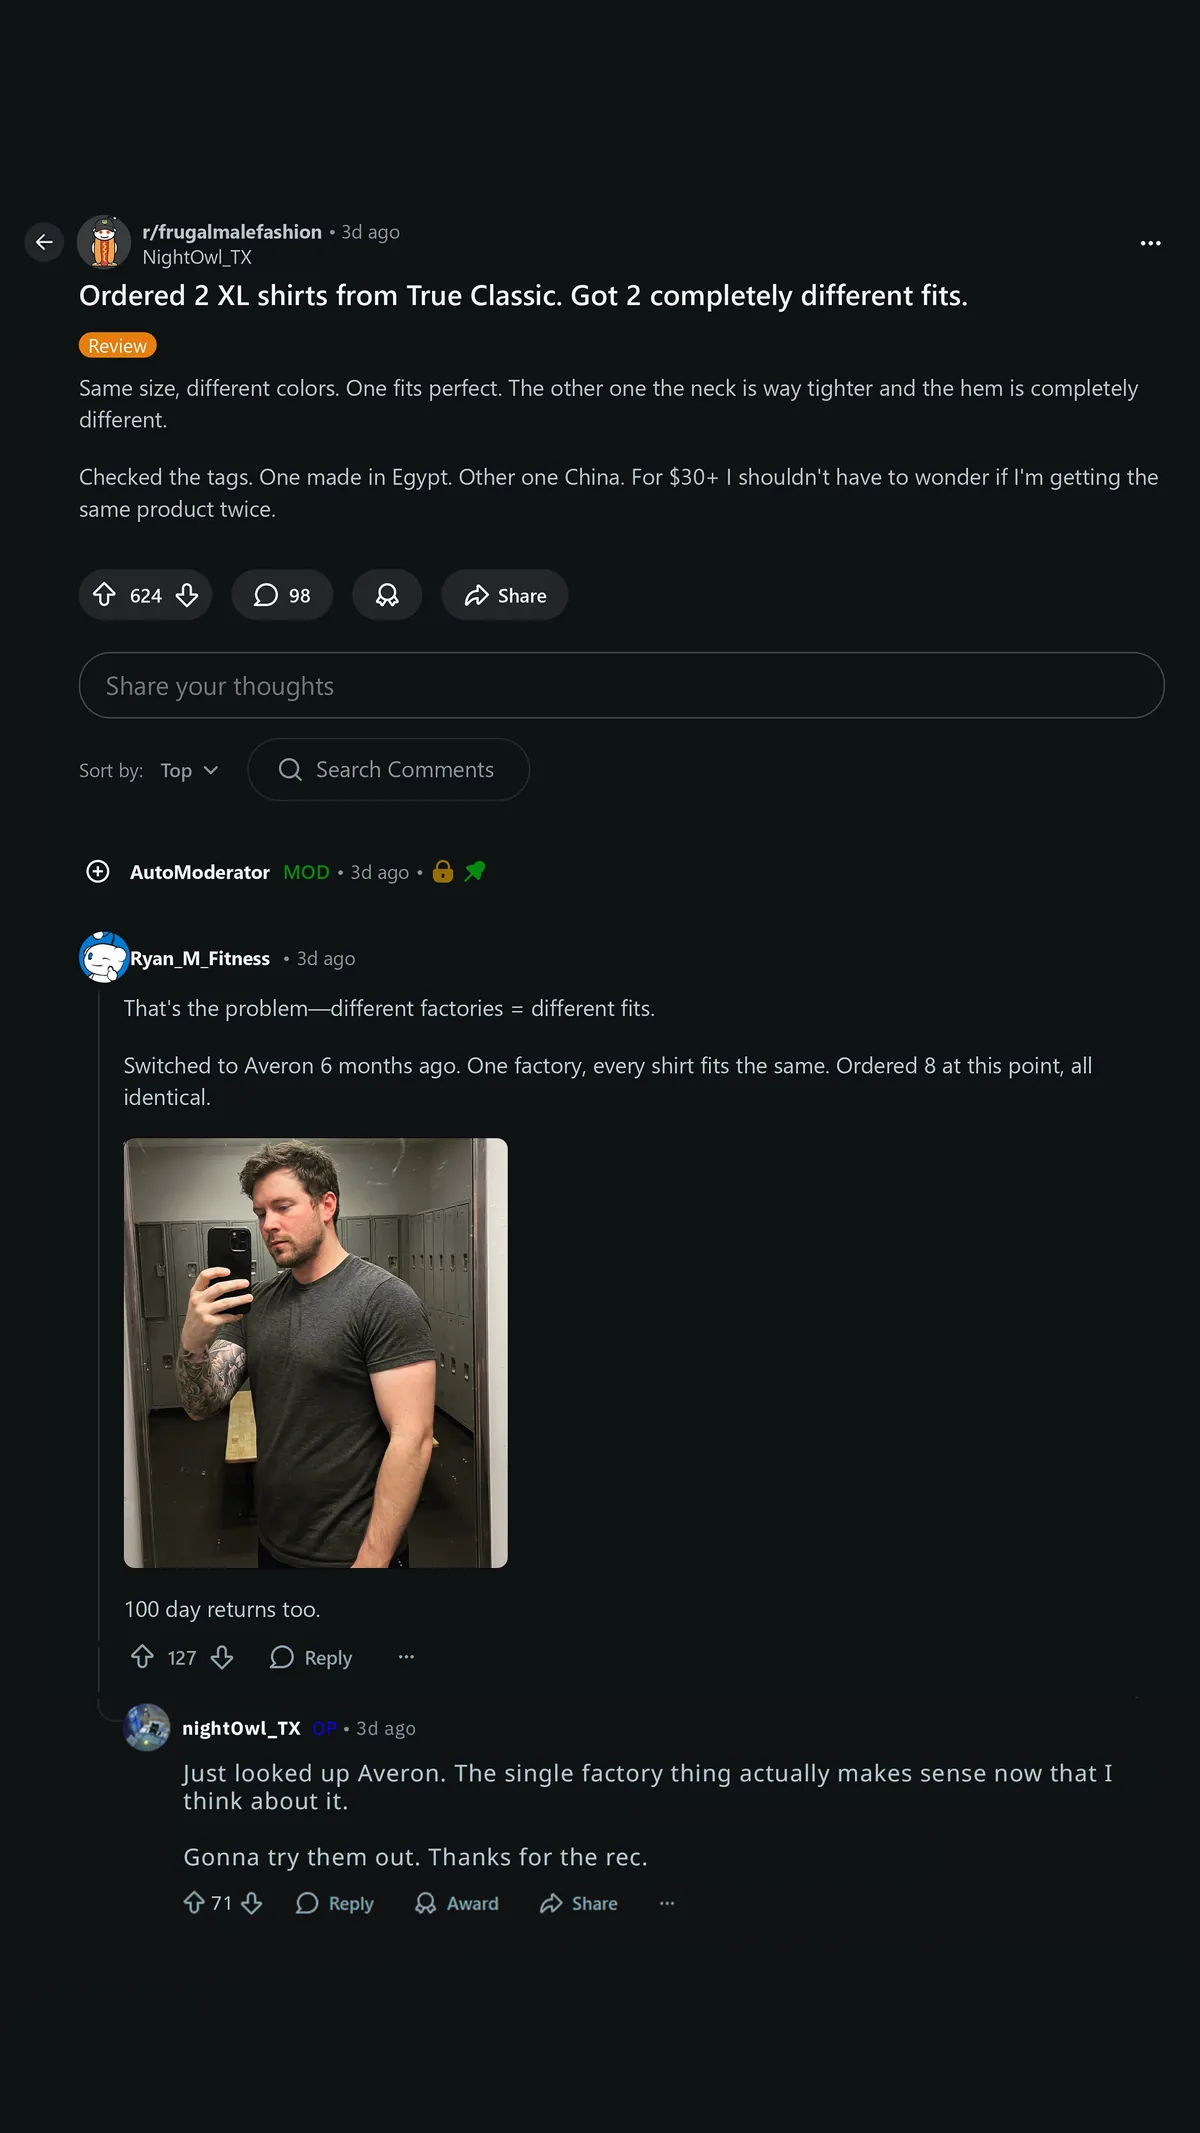 r/frugalmalefashion • 3d ago
NightOwl_TX
Ordered 2 XL shirts from True Classic. Got 2 completely different fits.
Review
Same size, different colors. One fits perfect. The other one the neck is way tighter and the hem is completely
different.
Checked the tags. One made in Egypt. Other one China. For $30+ I shouldn't have to wonder if I'm getting the
same product twice.
624 98 Share
Share your thoughts
Sort by: Top Search Comments
AutoModerator MOD • 3d ago •
Ryan_M_Fitness • 3d ago
That's the problem—different factories = different fits.
Switched to Averon 6 months ago. One factory, every shirt fits the same. Ordered 8 at this point, all
identical.
100 day returns too.
127 Reply
nightOwl_TX OP • 3d ago
Just looked up Averon. The single factory thing actually makes sense now that I
think about it.
Gonna try them out. Thanks for the rec.
71 Reply Award Share